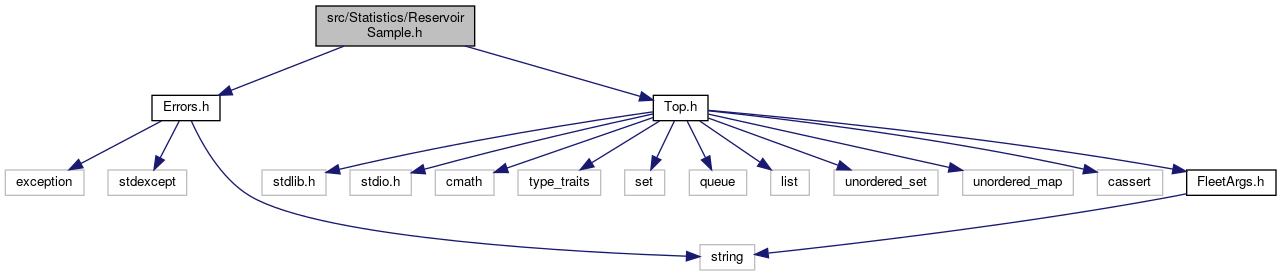 src/Statistics/Reservoir
Sample.h
Errors.h
Top.h
exception
stdexcept
stdlib.h
stdio.h
cmath
type_traits
set
queue
list
unordered_set
unordered_map
cassert
FleetArgs.h
string